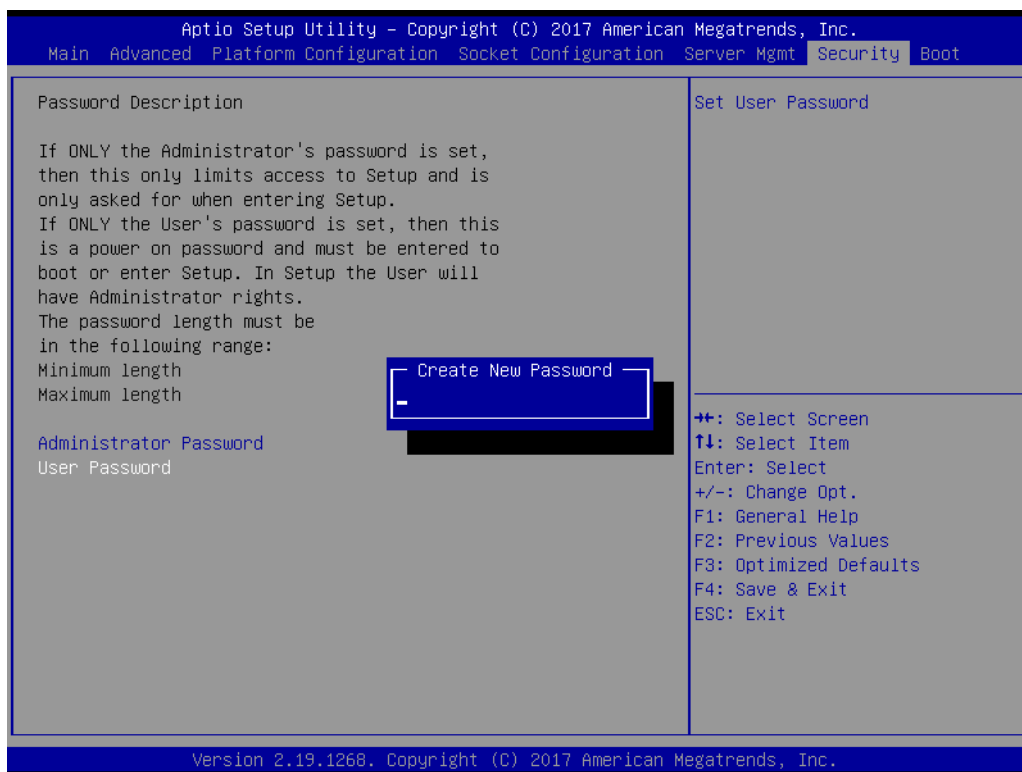 Aptio Setup Utility – Copyright (C) 2017 American Megatrends, Inc.
Main Advanced Platform Configuration Socket Configuration Server Mgmt Security Boot
Password Description
If ONLY the Administrator's password is set,
then this only limits access to Setup and is
only asked for when entering Setup.
If ONLY the User's password is set, then this
is a power on password and must be entered to
boot or enter Setup. In Setup the User will
have Administrator rights.
The password length must be
in the following range:
Minimum length
Maximum length
Administrator Password
User Password
Create New Password
Set User Password
→←: Select Screen
↑↓: Select Item
Enter: Select
+/-: Change Opt.
F1: General Help
F2: Previous Values
F3: Optimized Defaults
F4: Save & Exit
ESC: Exit
Version 2.19.1268. Copyright (C) 2017 American Megatrends, Inc.